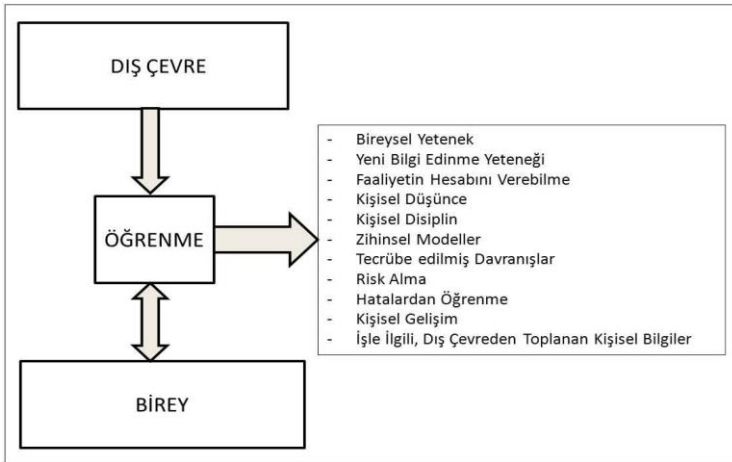 DIŞ ÇEVRE
ÖĞRENME
- Bireysel Yetenek
- Yeni Bilgi Edinme Yeteneği
- Faaliyetin Hesabını Verebilme
- Kişisel Düşünce
- Kişisel Disiplin
- Zihinsel Modeller
- Tecrübe edilmiş Davranışlar
- Risk Alma
- Hatalardan Öğrenme
- Kişisel Gelişim
- İşle İlgili, Dış Çevreden Toplanan Kişisel Bilgiler
BİREY